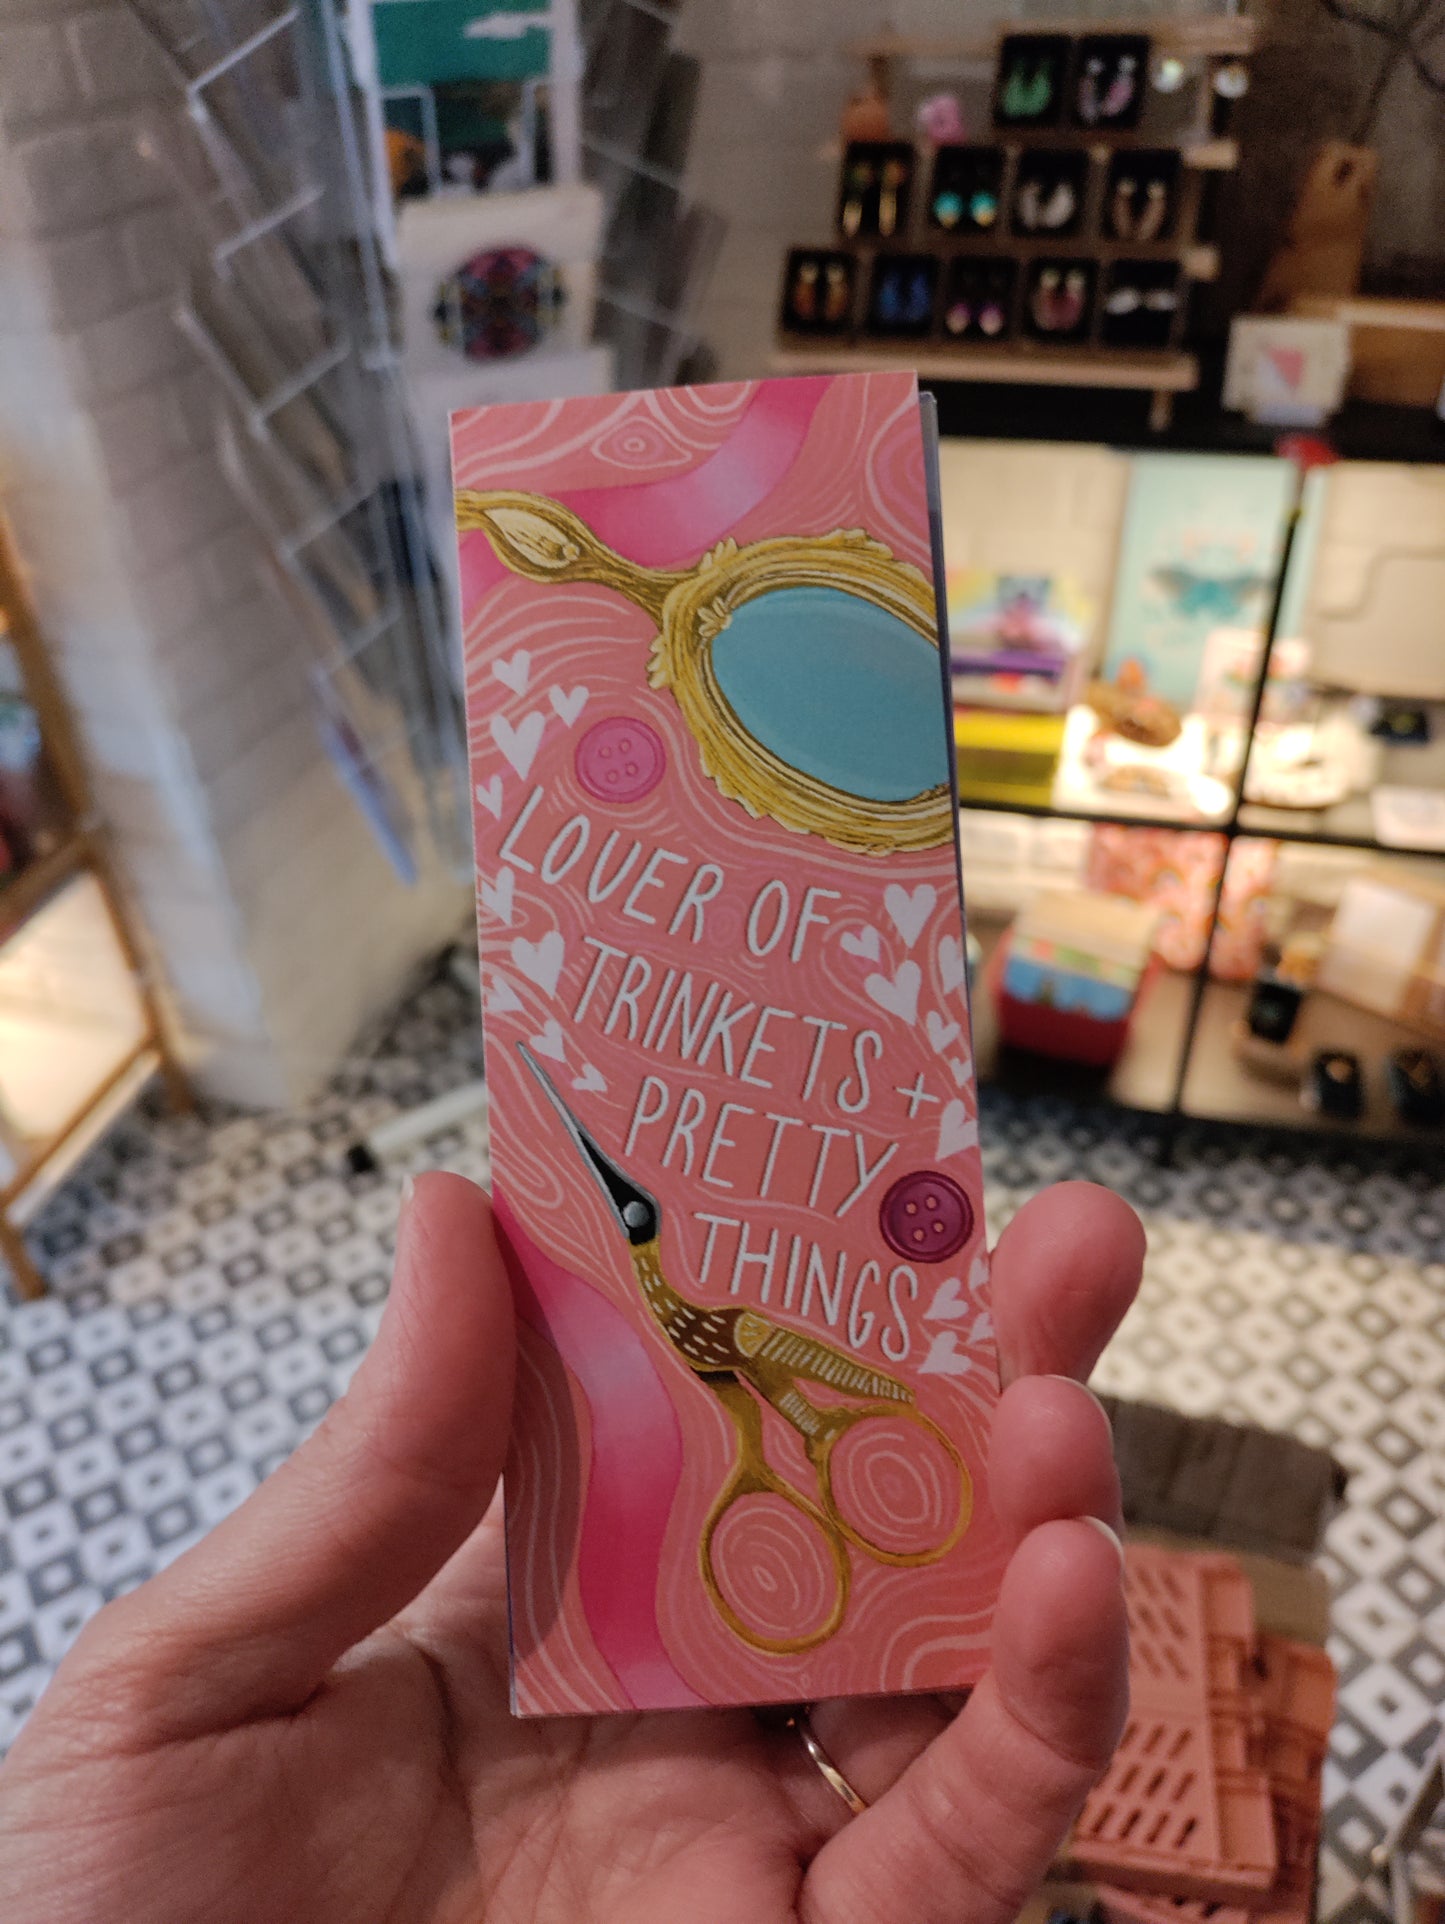 LOVER OF
TRINKETS +
PRETTY
THINGS